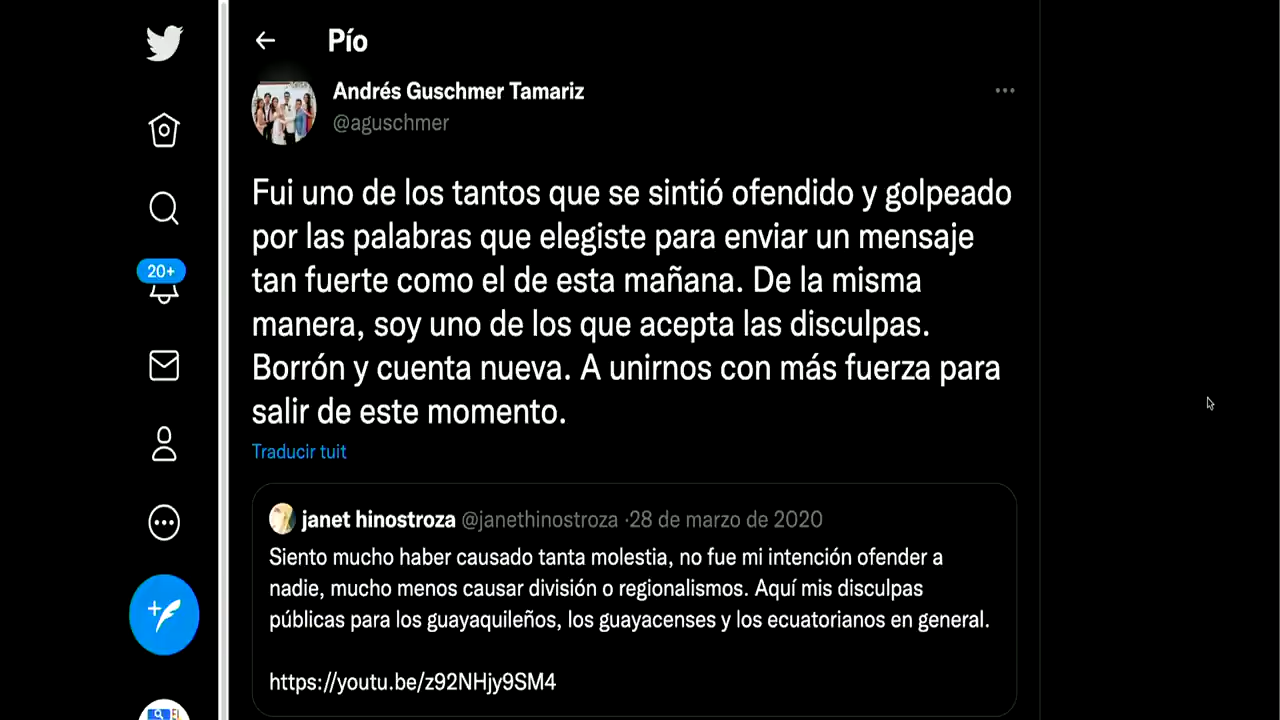 Pío
Andrés Guschmer Tamariz
@aguschmer
Fui uno de los tantos que se sintió ofendido y golpeado
por las palabras que elegiste para enviar un mensaje
tan fuerte como el de esta mañana. De la misma
manera, soy uno de los que acepta las disculpas.
Borrón y cuenta nueva. A unirnos con más fuerza para
salir de este momento.
Traducir tuit
20+
janet hinostroza @janethinostroza ·28 de marzo de 2020
Siento mucho haber causado tanta molestia, no fue mi intención ofender a
nadie, mucho menos causar división o regionalismos. Aquí mis disculpas
públicas para los guayaquileños, los guayacenses y los ecuatorianos en general.
https://youtu.be/z92NHjy9SM4